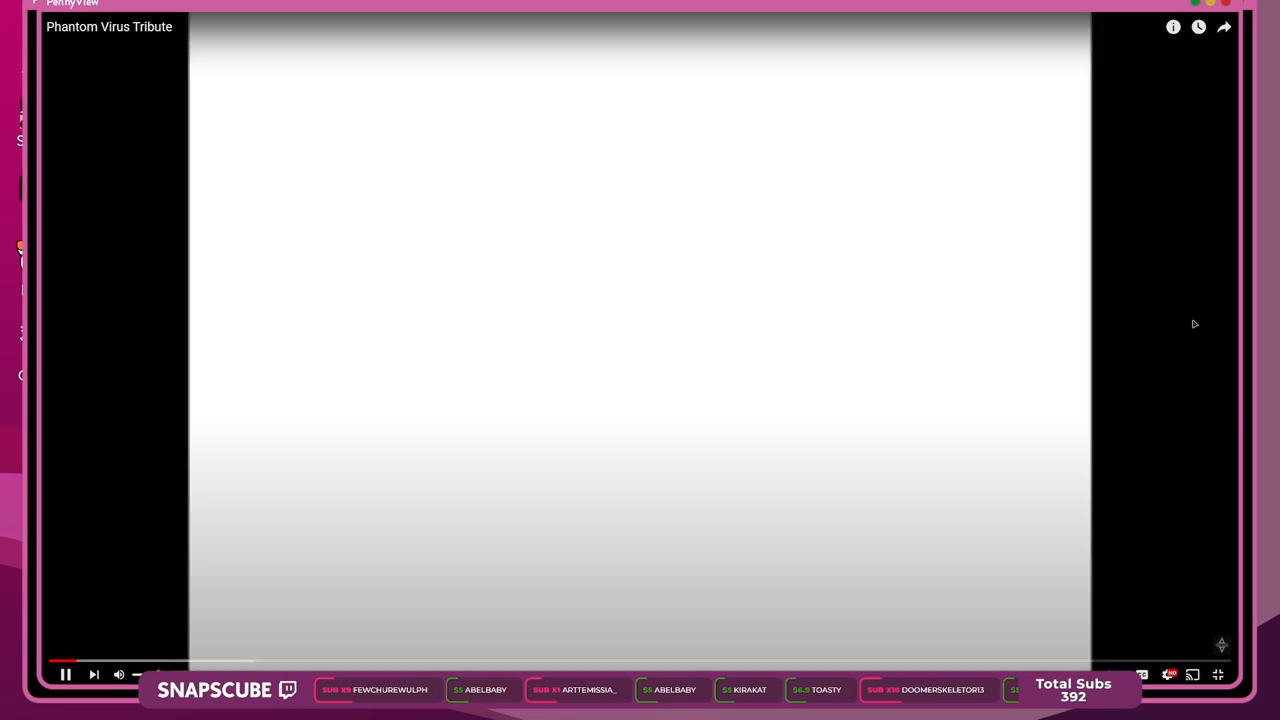 PennyView
Phantom Virus Tribute
SNAPSCUBE
SUB X9 FEWCHUREWULPH
$5 ABELBABY
SUB X1 ARTTEMISSIA_
$5 ABELBABY
$5 KIRAKAT
$6.9 TOASTY
SUB X10 DOOMERSKELETOR13
Total Subs
392
HD